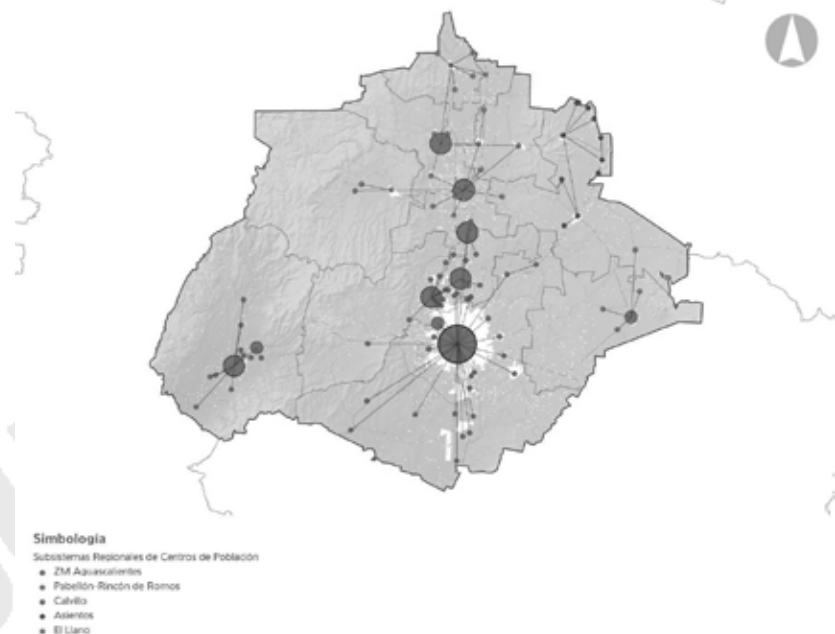 Simbología
Subsistemas Regionales de Centros de Población
ZM Aguascalientes
Pabellón-Rincón de Romos
Calvillo
Asientos
El Llano